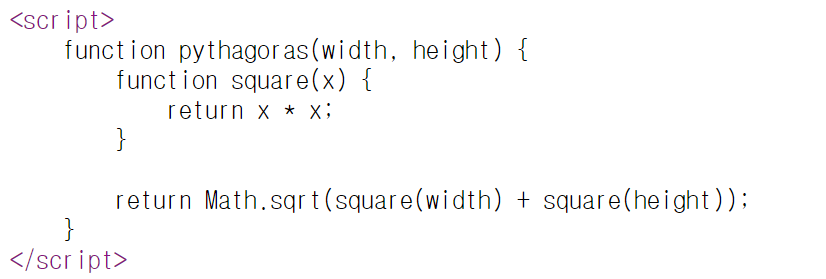 <script>
function pythagoras(width, height) {
function square(x) {
return x * x;
}
return Math.sqrt(square(width) + square(height));
}
</script>